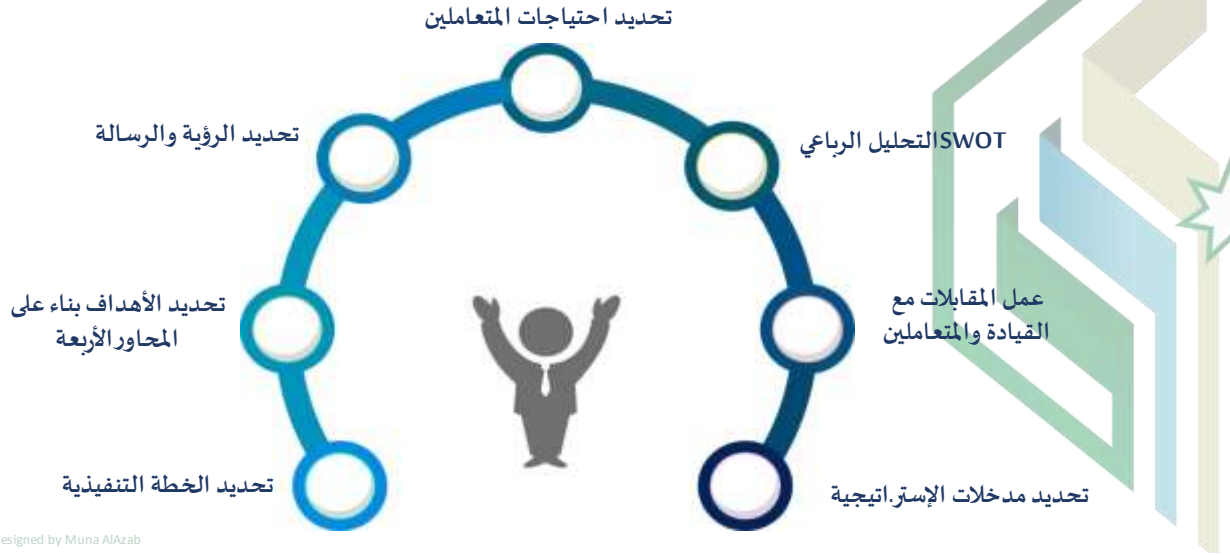 تحديد احتياجات المتعاملين
SWOTالتحليل الرباعي
تحديد الرؤية والرسالة
عمل المقابلات مع
القيادة والمتعاملين
تحديد الأهداف بناء على
المحاور الأربعة
تحديد مدخلات الإستر.اتيجية
تحديد الخطة التنفيذية
esigned by Muna AlAzab